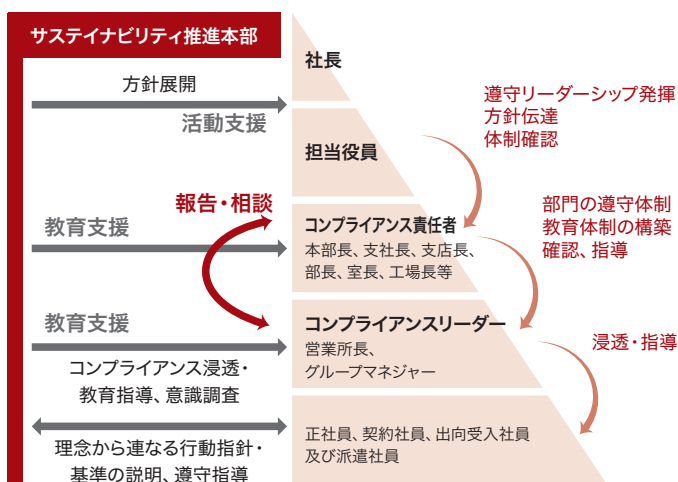 サステイナビリティ推進本部
社長
方針展開
活動支援
遵守リーダーシップ発揮
方針伝達
体制確認
担当役員
報告・相談
教育支援
コンプライアンス責任者
本部長、支社長、支店長、
部長、室長、工場長等
部門の遵守体制
教育体制の構築
確認、指導
教育支援
コンプライアンスリーダー
営業所長、
グループマネジャー
浸透・指導
コンプライアンス浸透・
教育指導、意識調査
正社員、契約社員、出向受入社員
及び派遣社員
理念から連なる行動指針・
基準の説明、遵守指導